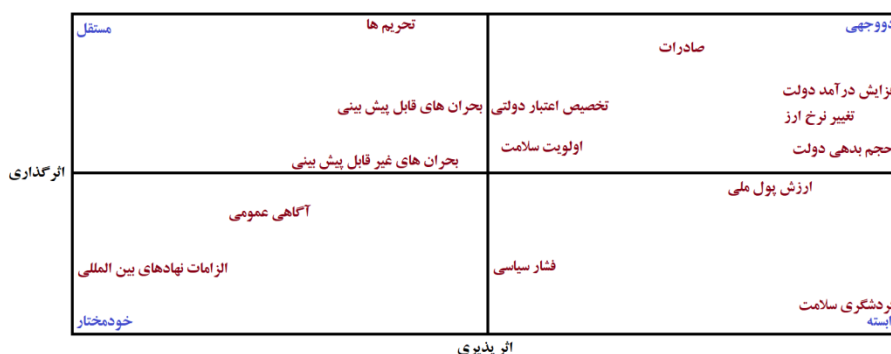 دووجهی
تحریم ها
مستقل
صادرات
فزایش درآمد دولت
تخصیص اعتبار دولتی
بحران های قابل پیش بینی
تغییر نرخ ارز
حجم بدهی دولت
اولویت سلامت
بحران های غیر قابل پیش بینی
اثرگذاری
ارزش پول ملی
آگاهی عمومی
فشار سیاسی
الزامات نهادهای بین المللی
گردشگری سلامت
ابسته
خودمختار
اثر پذیری